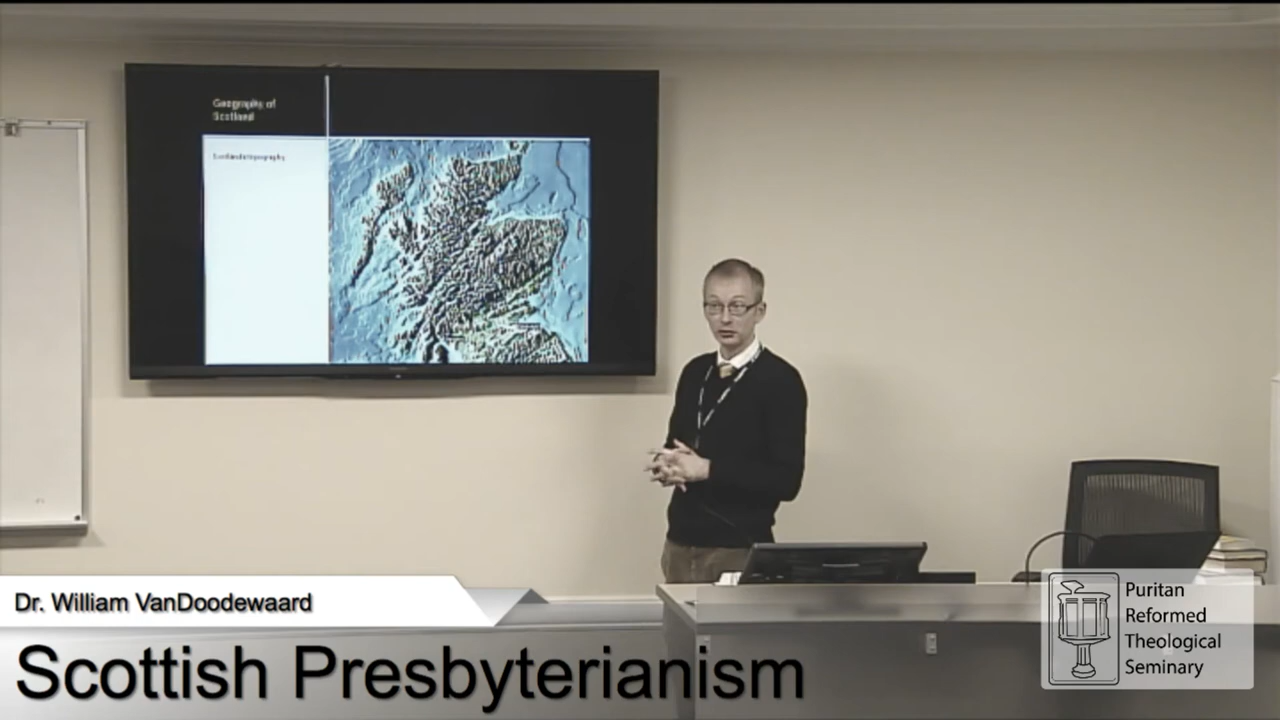 Geography of
Scotland
Dr. William VanDoodewaard
Scottish Presbyterianism
Puritan
Reformed
Theological
Seminary